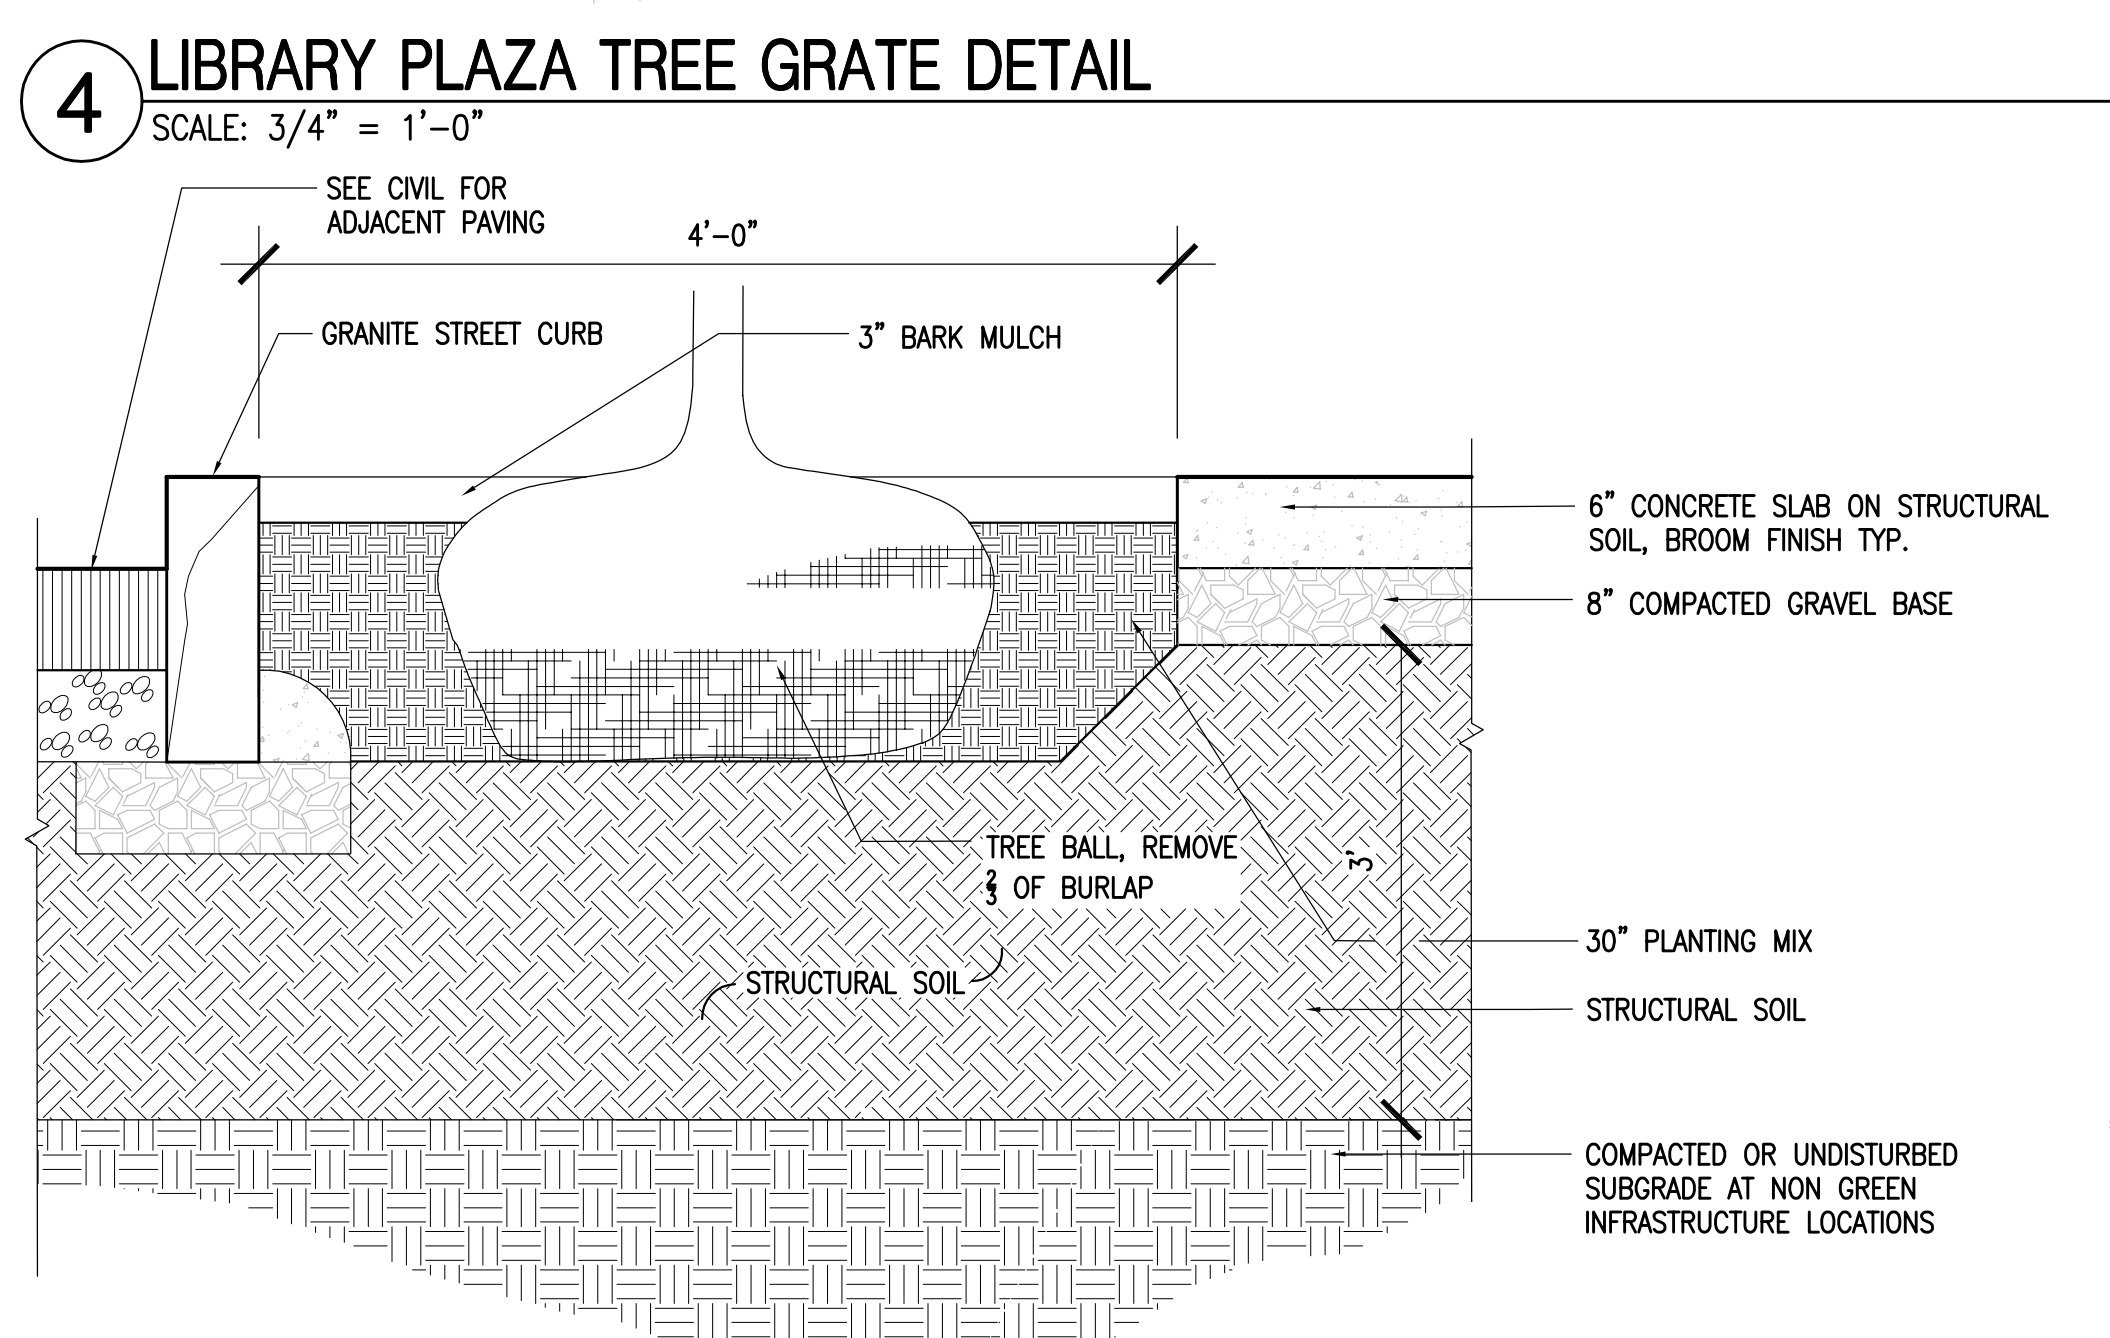 4
LIBRARY PLAZA TREE GRATE DETAIL
SCALE: 3/4" = 1'-0"
SEE CIVIL FOR
ADJACENT PAVING
4'-0"
GRANITE STREET CURB
3" BARK MULCH
6" CONCRETE SLAB ON STRUCTURAL
SOIL, BROOM FINISH TYP.
8" COMPACTED GRAVEL BASE
TREE BALL, REMOVE
2/3 OF BURLAP
3'
30" PLANTING MIX
STRUCTURAL SOIL
STRUCTURAL SOIL
COMPACTED OR UNDISTURBED
SUBGRADE AT NON GREEN
INFRASTRUCTURE LOCATIONS